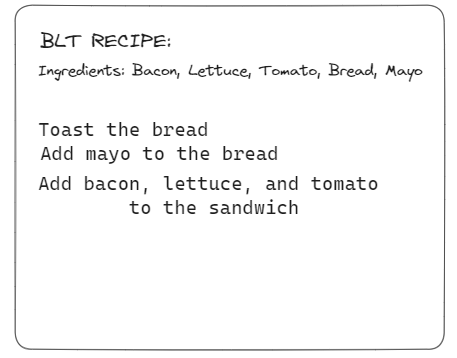 BLT RECIPE:
Ingredients: Bacon, Lettuce, Tomato, Bread, Mayo
Toast the bread
Add mayo to the bread
Add bacon, lettuce, and tomato
to the sandwich